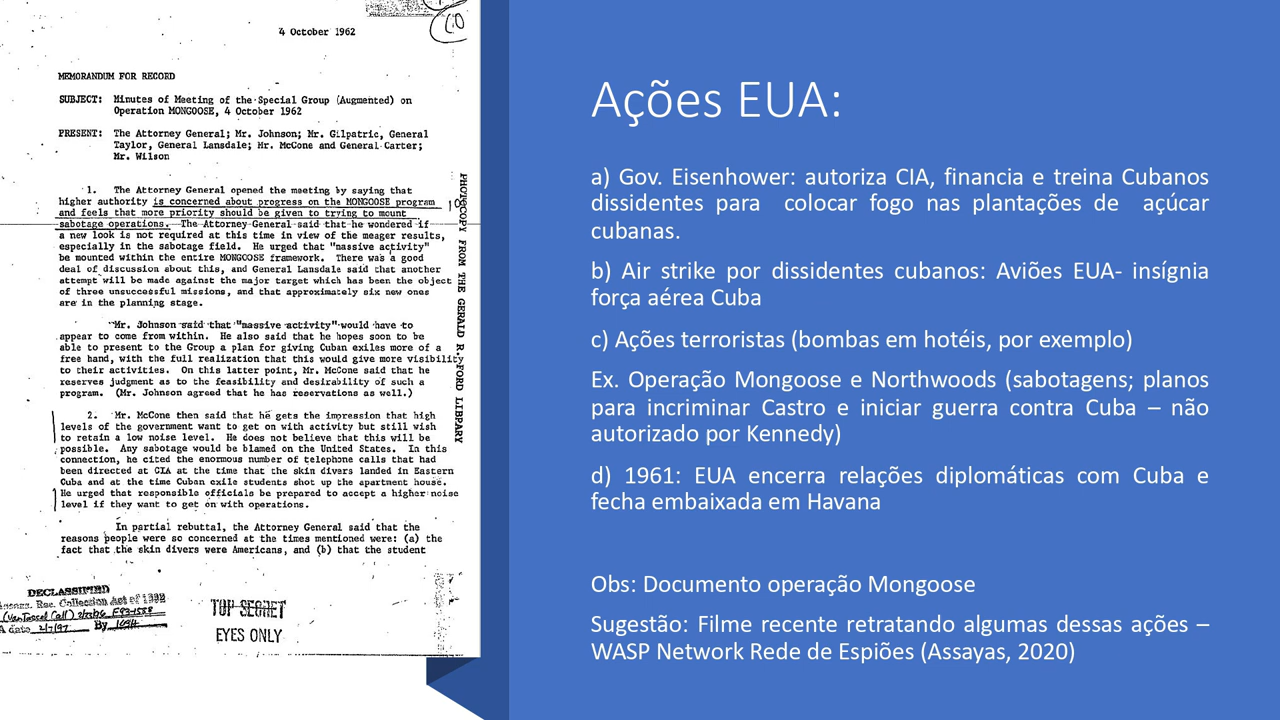 4 October 1962
MEMORANDUM FOR RECORD
SUBJECT: Minutes of Meeting of the Special Group (Augmented) on
Operation MONGOOSE, 4 October 1962
PRESENT: The Attorney General; Mr. Johnson; Mr. Gilpatric, General
Taylor, General Lansdale; Mr. McCone and General Carter;
Mr. Wilson
1. The Attorney General opened the meeting by saying that
higher authority is concerned about progress on the MONGOOSE program
and feels that more priority should be given to trying to mount
sabotage operations. The Attorney General said that he wondered if
a new look is not required at this time in view of the meager results,
especially in the sabotage field. He urged that "massive activity"
be mounted within the entire MONGOOSE framework. There was a good
deal of discussion about this, and General Lansdale said that another
attempt will be made against the major target which has been the object
of three unsuccessful missions, and that approximately six new ones
are in the planning stage.
Mr. Johnson said that "massive activity" would have to
appear to come from within. He also said that he hopes soon to be
able to present to the Group a plan for giving Cuban exiles more of a
free hand, with the full realization that this would give more visibility
to their activities. On this latter point, Mr. McCone said that he
reserves judgment as to the feasibility and desirability of such a
program. (Mr. Johnson agreed that he has reservations as well.)
2. Mr. McCone then said that he gets the impression that high
levels of the government want to get on with activity but still wish
to retain a low noise level. He does not believe that this will be
possible. Any sabotage would be blamed on the United States. In this
connection, he cited the enormous number of telephone calls that had
been directed at CIA at the time that the skin divers landed in Eastern
Cuba and at the time Cuban exile students shot up the apartment house.
He urged that responsible officials be prepared to accept a higher noise
level if they want to get on with operations.
In partial rebuttal, the Attorney General said that the
reasons people were so concerned at the times mentioned were: (a) the
fact that the skin divers were Americans, and (b) that the student
PHOTOCOPY FROM THE GERALD R. FORD LIBRARY
DECLASSIFIED
Rec. Collection Act of 1992
date 2/7/97 By
TOP SECRET
EYES ONLY
Ações EUA:
a) Gov. Eisenhower: autoriza CIA, financia e treina Cubanos
dissidentes para colocar fogo nas plantações de açúcar
cubanas.
b) Air strike por dissidentes cubanos: Aviões EUA- insígnia
força aérea Cuba
c) Ações terroristas (bombas em hotéis, por exemplo)
Ex. Operação Mongoose e Northwoods (sabotagens; planos
para incriminar Castro e iniciar guerra contra Cuba – não
autorizado por Kennedy)
d) 1961: EUA encerra relações diplomáticas com Cuba e
fecha embaixada em Havana
Obs: Documento operação Mongoose
Sugestão: Filme recente retratando algumas dessas ações –
WASP Network Rede de Espiões (Assayas, 2020)